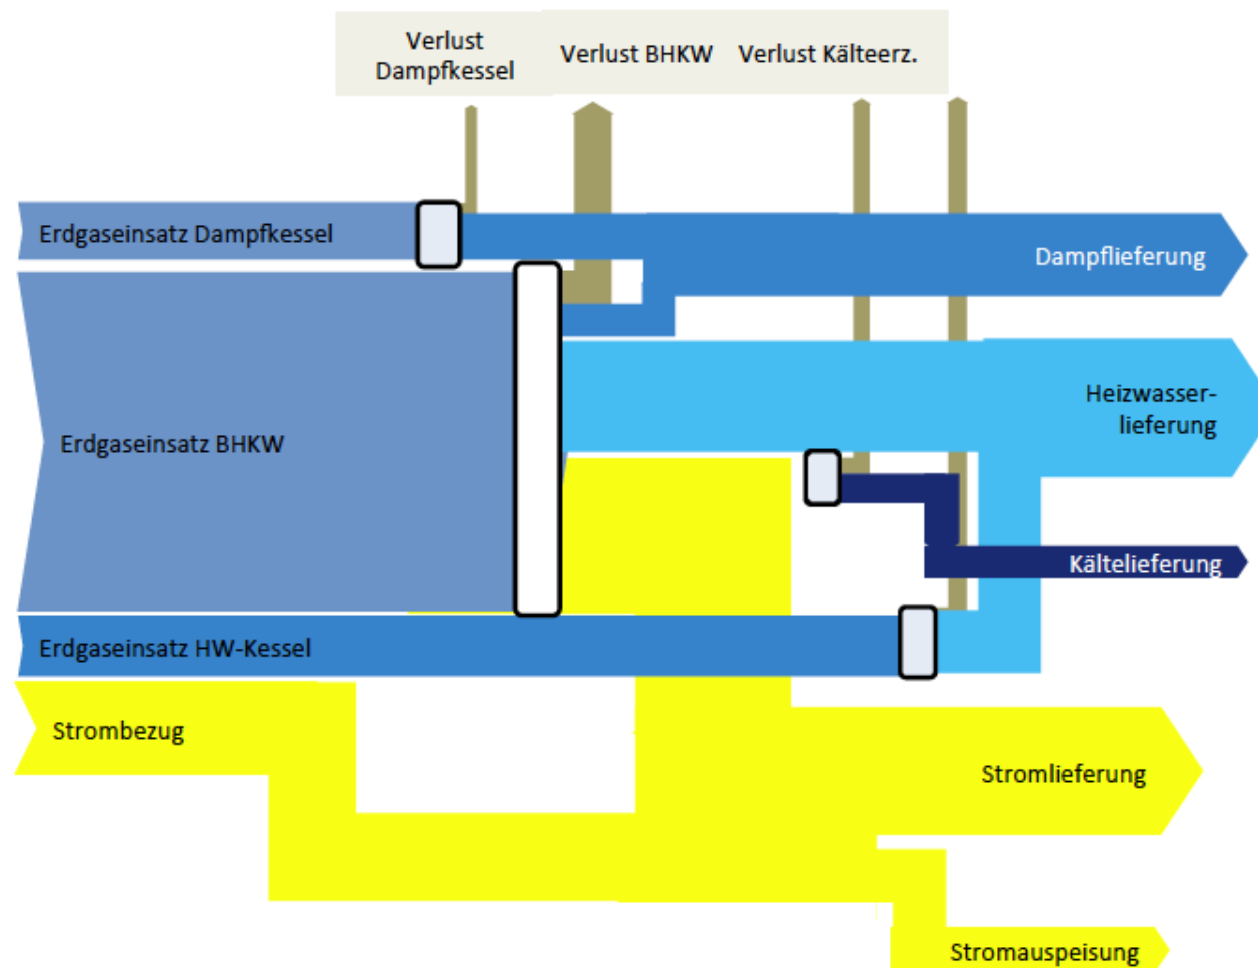 Verlust
Dampfkessel
Verlust BHKW
Verlust Kälteerz.
Erdgaseinsatz Dampfkessel
Dampflieferung
Heizwasser-
lieferung
Erdgaseinsatz BHKW
Kältelieferung
Erdgaseinsatz HW-Kessel
Strombezug
Stromlieferung
Stromauspeisung